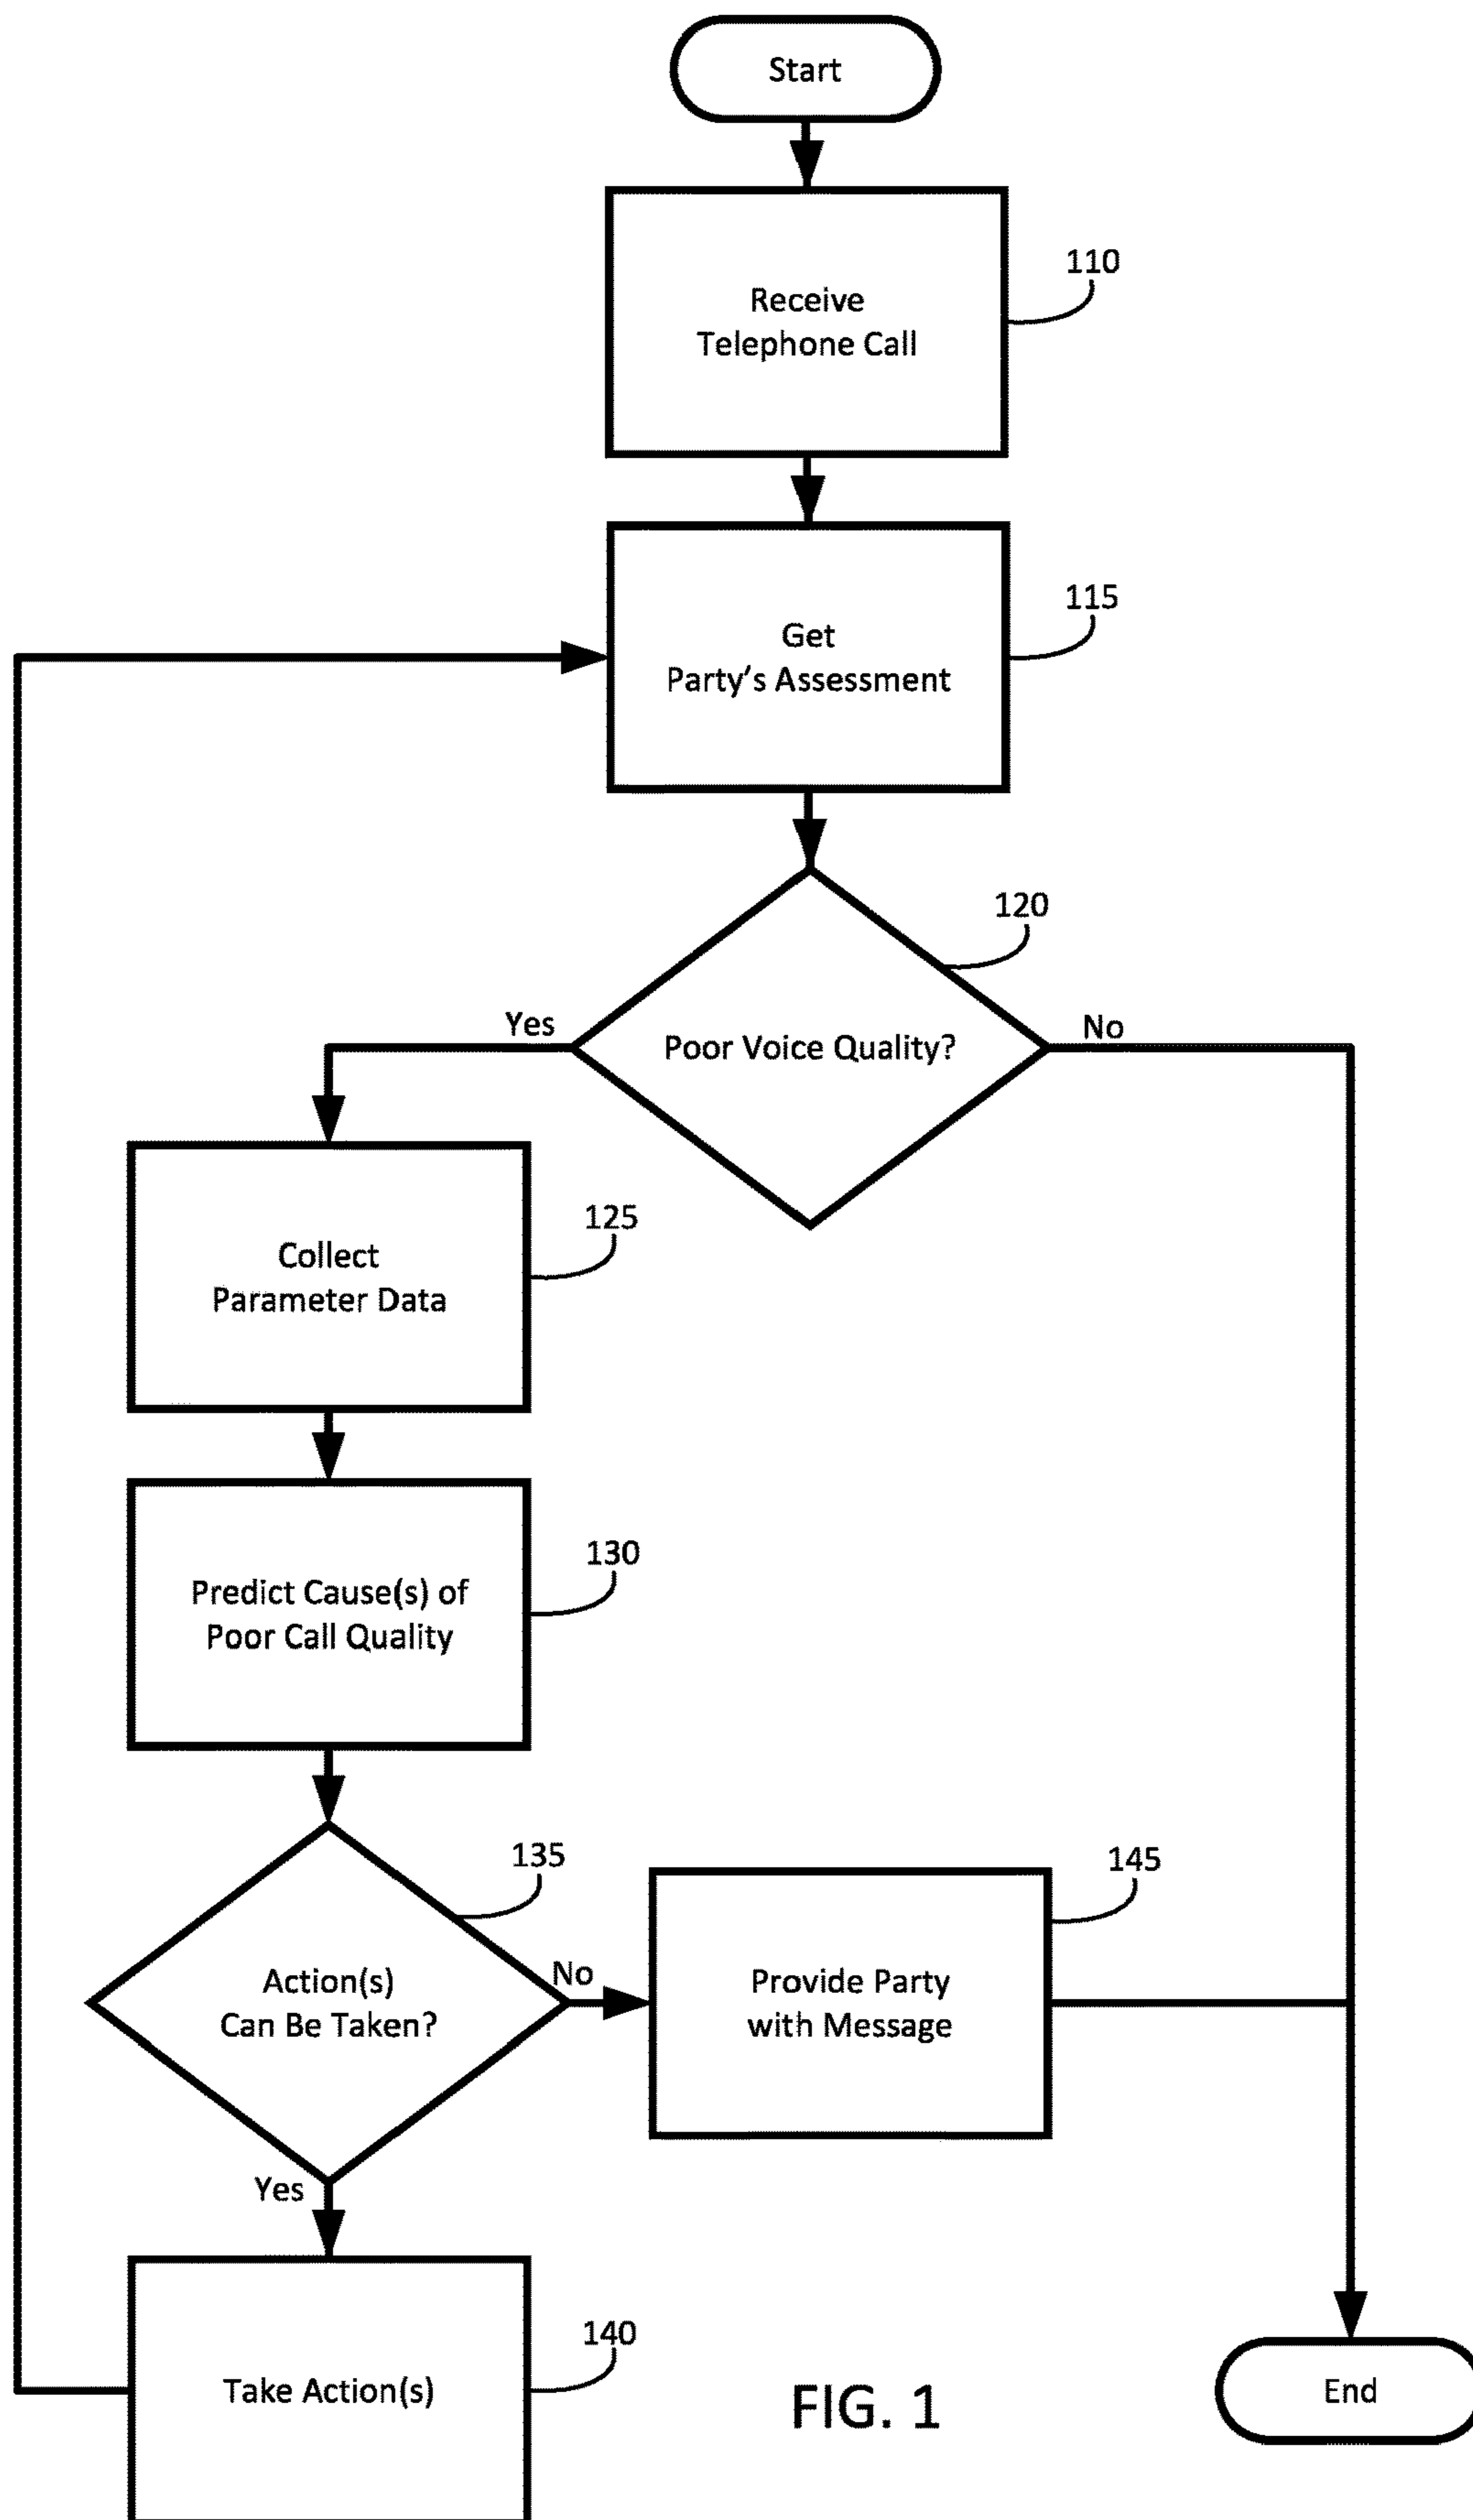 Start
110
Receive
Telephone Call
115
Get
Party's Assessment
120
Yes
Poor Voice Quality?
No
125
Collect
Parameter Data
130
Predict Cause(s) of
Poor Call Quality
135
145
Action(s)
Can Be Taken?
No
Provide Party
with Message
Yes
140
Take Action(s)
FIG. 1
End